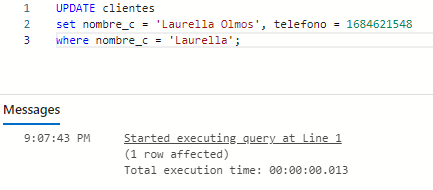 1 UPDATE clientes
2 set nombre_c = 'Laurella Olmos', telefono = 1684621548
3 where nombre_c = 'Laurella';
Messages
9:07:43 PM Started executing query at Line 1
(1 row affected)
Total execution time: 00:00:00.013